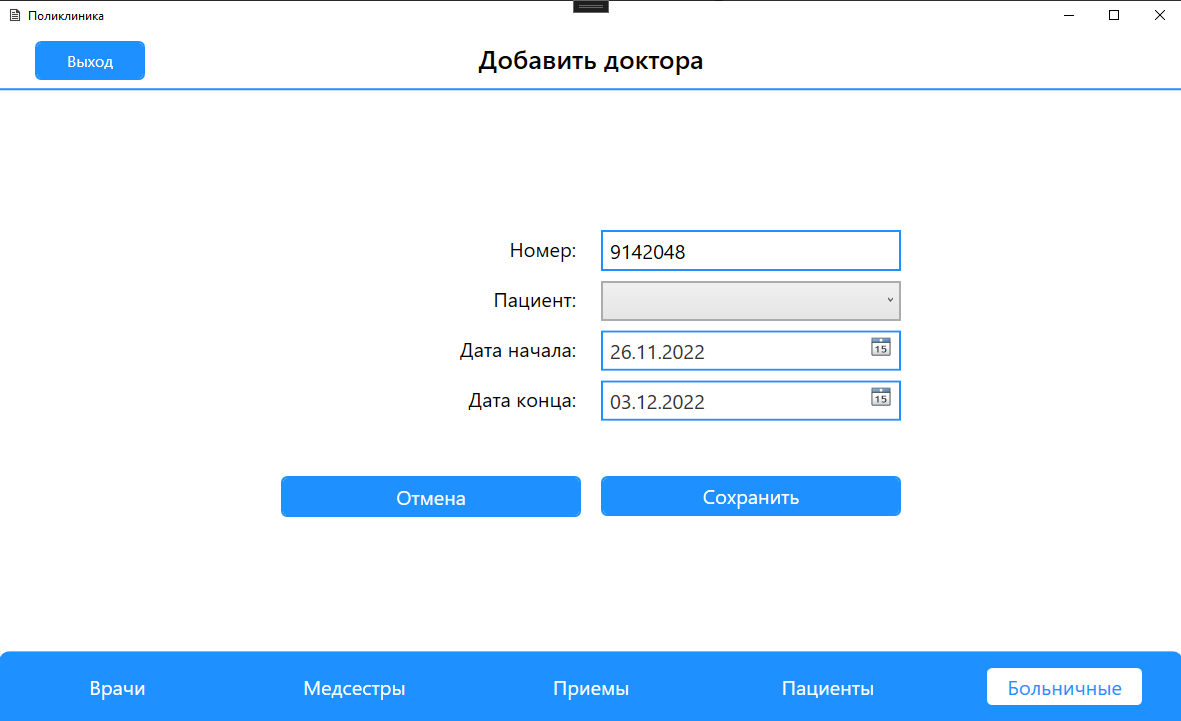 Поликлиника
Выход
Добавить доктора
Номер: 9142048
Пациент:
Дата начала: 26.11.2022 15
Дата конца: 03.12.2022 15
Отмена Сохранить
Врачи Медсестры Приемы Пациенты Больничные